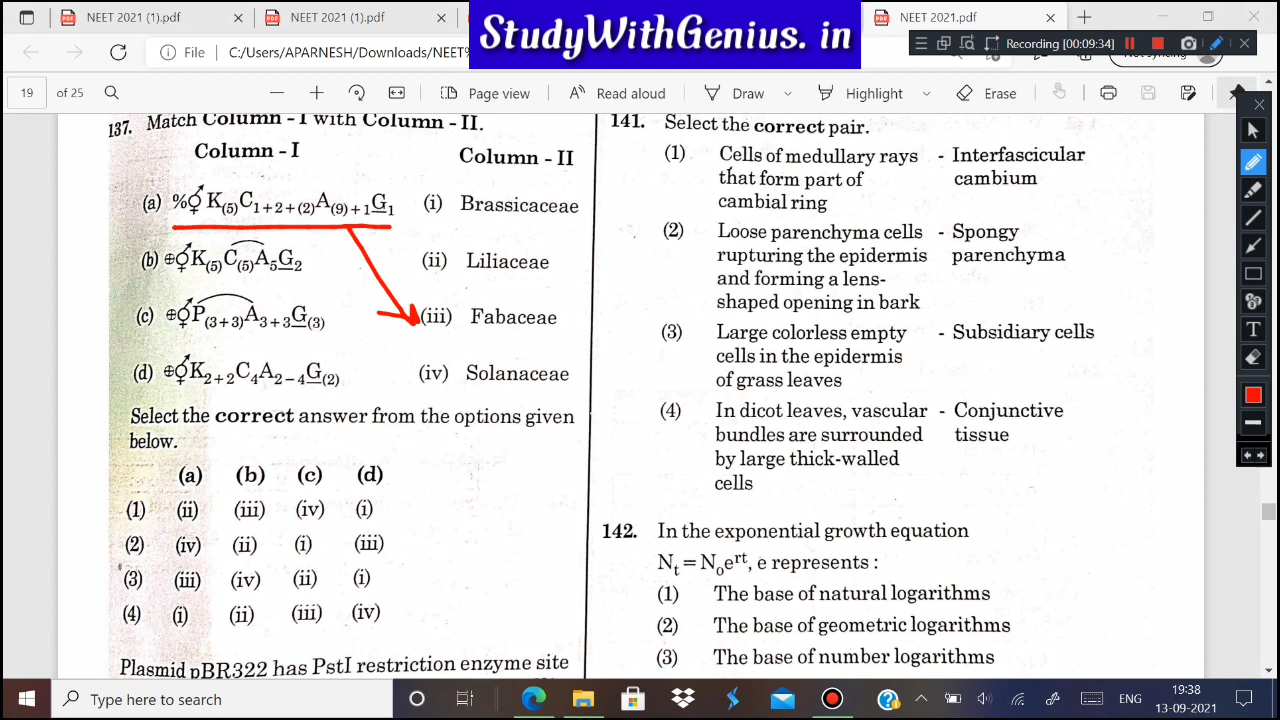 NEET 2021 (1).pdf
NEET 2021 (1).pdf
NEET 2021.pdf
StudyWithGenius. in
Recording [00:09:34]
File C:/Users/APARNESH/Downloads/NEET%
19 of 25
Page view
Read aloud
Draw
Highlight
Erase
137. Match Column - I with Column - II.
Column - I Column - II
(a) %⚥ K(5)C1+2+(2)A(9)+1G1 (i) Brassicaceae
(b) ⊕⚥K(5)C(5)A5G2 (ii) Liliaceae
(c) ⊕⚥P(3+3)A3+3G(3) (iii) Fabaceae
(d) ⊕⚥K2+2C4A2-4G(2) (iv) Solanaceae
Select the correct answer from the options given
below.
(a) (b) (c) (d)
(1) (ii) (iii) (iv) (i)
(2) (iv) (ii) (i) (iii)
(3) (iii) (iv) (ii) (i)
(4) (i) (ii) (iii) (iv)
Plasmid pBR322 has PstI restriction enzyme site
141. Select the correct pair.
(1) Cells of medullary rays - Interfascicular
that form part of cambium
cambial ring
(2) Loose parenchyma cells - Spongy
rupturing the epidermis parenchyma
and forming a lens-
shaped opening in bark
(3) Large colorless empty - Subsidiary cells
cells in the epidermis
of grass leaves
(4) In dicot leaves, vascular - Conjunctive
bundles are surrounded tissue
by large thick-walled
cells
142. In the exponential growth equation
Nt = Noe^rt, e represents :
(1) The base of natural logarithms
(2) The base of geometric logarithms
(3) The base of number logarithms
Type here to search
ENG
19:38
13-09-2021